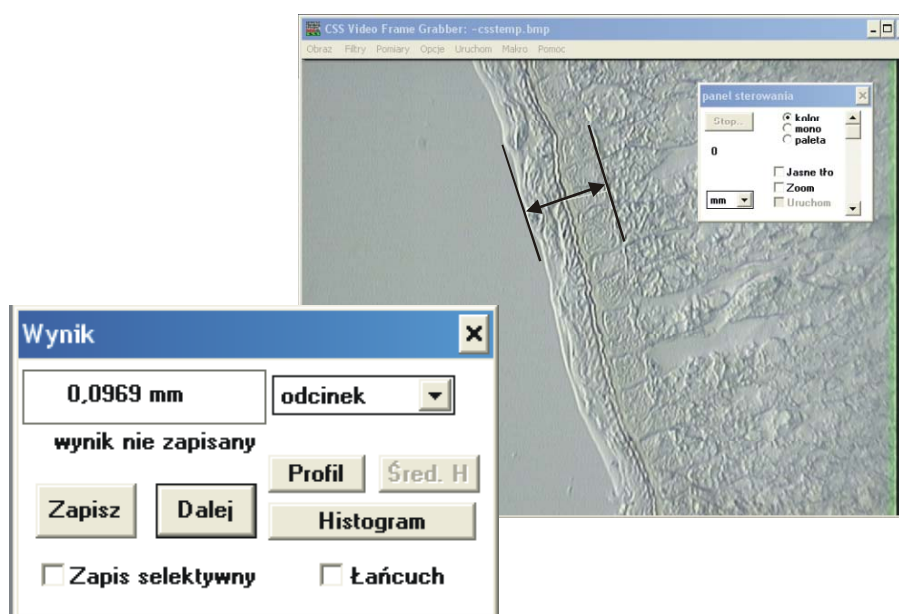 CSS Video Frame Grabber: -csstemp.bmp
Obraz Filtry Pomiary Opcje Uruchom Makro Pomoc
panel sterowania
Stop..
kolor
mono
paleta
0
Jasne tło
Zoom
mm
Uruchom
Wynik
0,0969 mm
odcinek
wynik nie zapisany
Profil
Śred. H
Zapisz
Dalej
Histogram
Zapis selektywny
Łańcuch